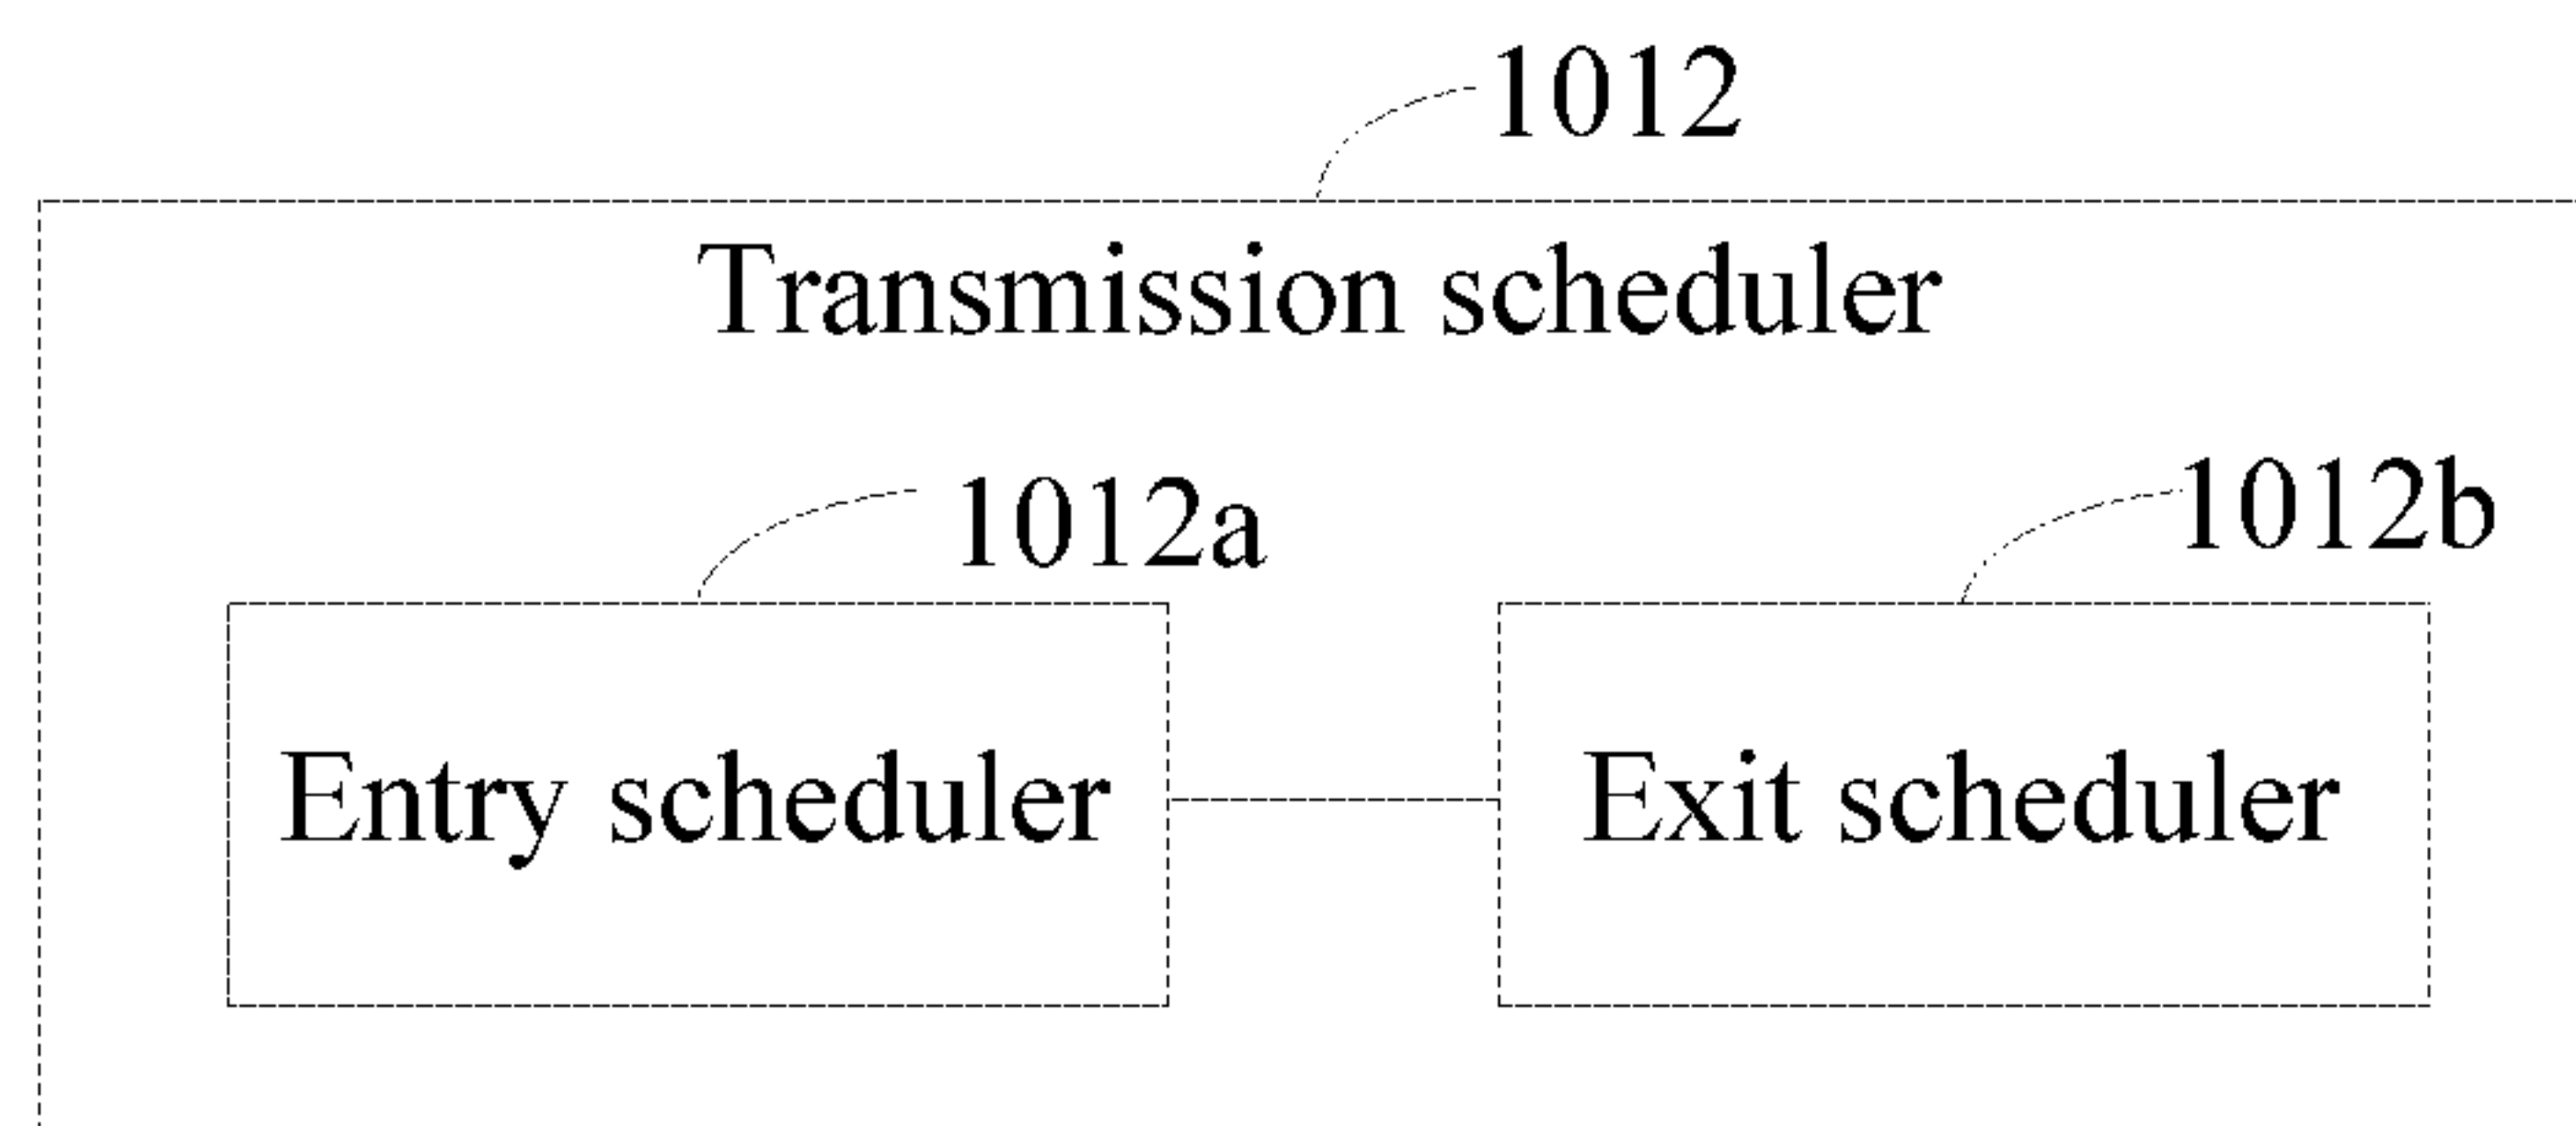 1012
Transmission scheduler
1012a
1012b
Entry scheduler
Exit scheduler